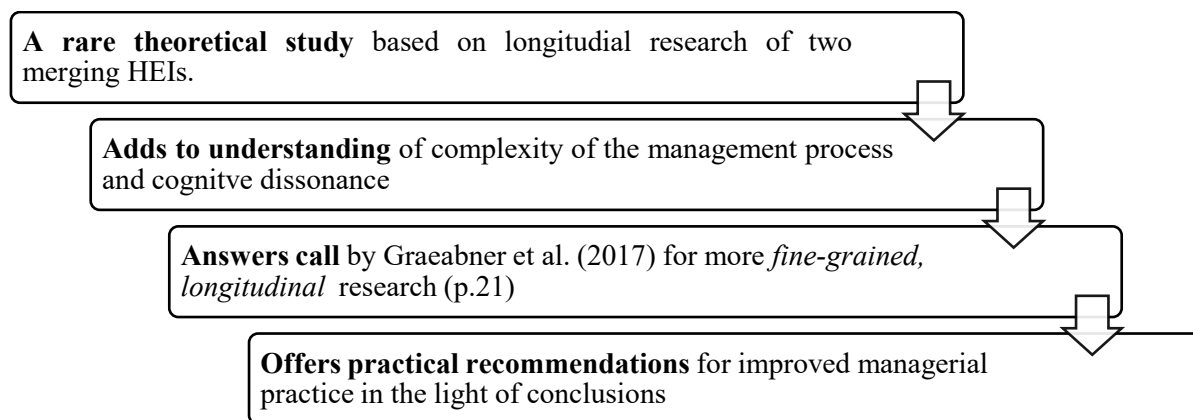 A rare theoretical study based on longitudial research of two
merging HEIs.
Adds to understanding of complexity of the management process
and cognitve dissonance
Answers call by Graeabner et al. (2017) for more fine-grained,
longitudinal research (p.21)
Offers practical recommendations for improved managerial
practice in the light of conclusions